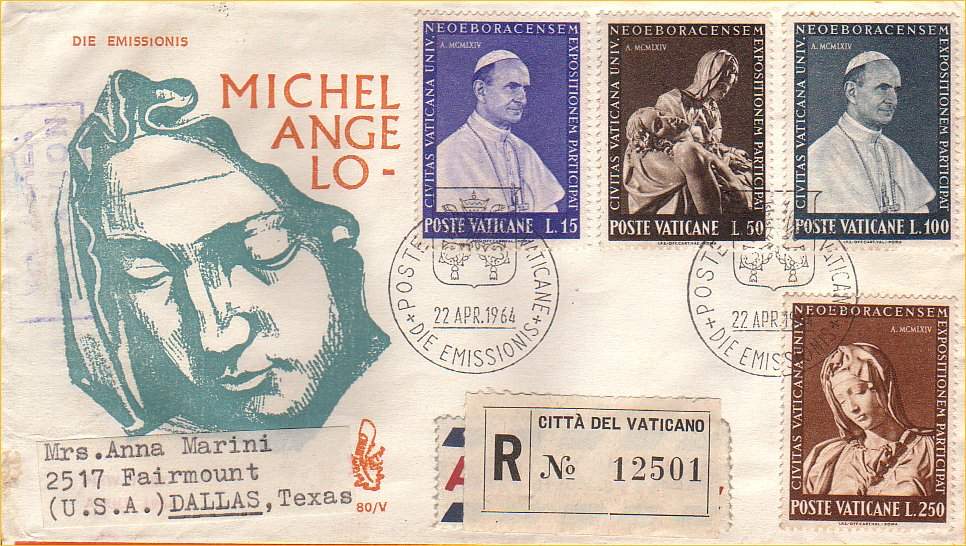 DIE EMISSIONIS
MICHEL
ANGE
LO-
CIVITAS VATICANA UNIV.
NEOEBORACENSEM
EXPOSITIONEM PARTICIPAT
A. MCMLXIV
POSTE VATICANE L.15
CIVITAS VATICANA UNIV.
NEOEBORACENSEM
EXPOSITIONEM PARTICIPAT
A. MCMLXIV
POSTE VATICANE L.50
CIVITAS VATICANA UNIV.
NEOEBORACENSEM
EXPOSITIONEM PARTICIPAT
A. MCMLXIV
POSTE VATICANE L.100
POSTE VATICANE
22 APR.1964
+DIE EMISSIONIS+
POSTE VATICANE
22 APR.19
+DIE EMISSIONIS
CIVITAS VATICANA UNIV.
NEOEBORACENSEM
EXPOSITIONEM PARTICIPAT
A. MCMLXIV
POSTE VATICANE L.250
CITTÀ DEL VATICANO
R No 12501
A
Mrs.Anna Marini
2517 Fairmount
(U.S.A.)DALLAS,Texas
80/V